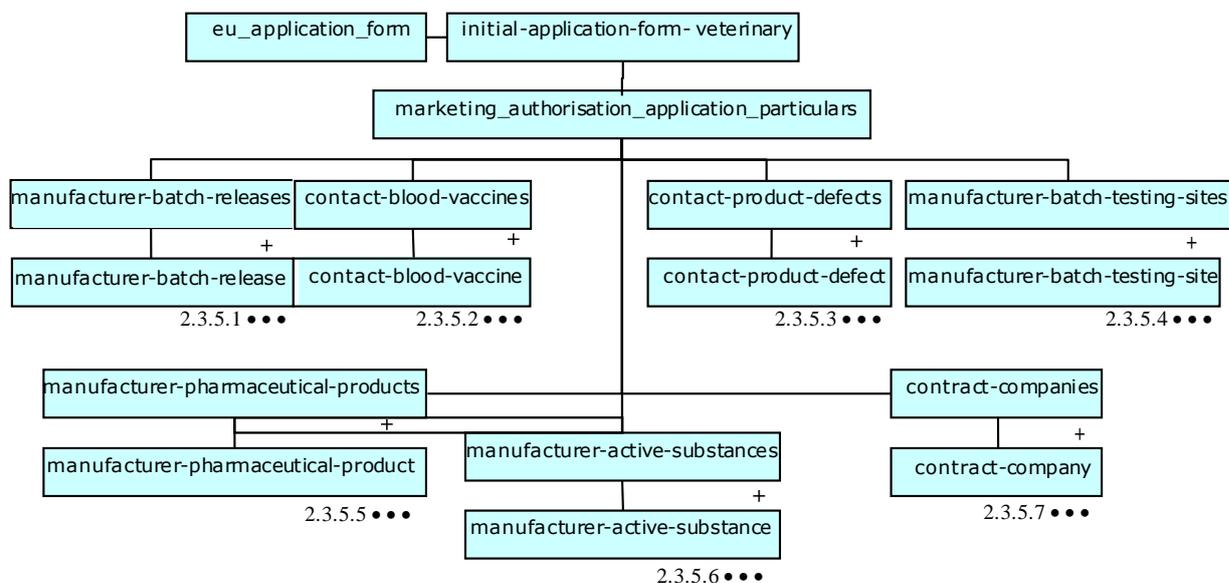 eu_application_form
initial-application-form- veterinary
marketing_authorisation_application_particulars
manufacturer-batch-releases
contact-blood-vaccines
contact-product-defects
manufacturer-batch-testing-sites
+
+
+
+
manufacturer-batch-release
contact-blood-vaccine
contact-product-defect
manufacturer-batch-testing-site
2.3.5.1 ● ● ●
2.3.5.2 ● ● ●
2.3.5.3 ● ● ●
2.3.5.4 ● ● ●
manufacturer-pharmaceutical-products
contract-companies
+
+
manufacturer-active-substances
manufacturer-pharmaceutical-product
contract-company
+
2.3.5.5 ● ● ●
2.3.5.7 ● ● ●
manufacturer-active-substance
2.3.5.6 ● ● ●